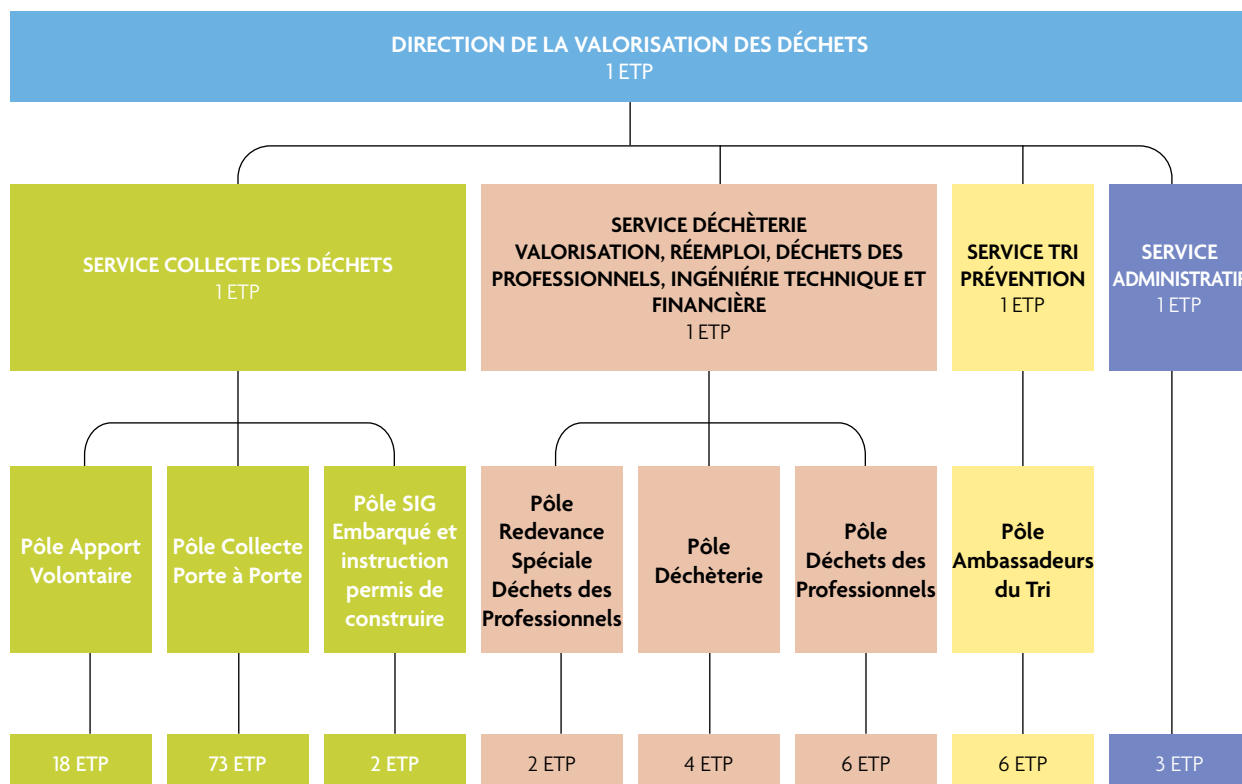 DIRECTION DE LA VALORISATION DES DÉCHETS
1 ETP
SERVICE COLLECTE DES DÉCHETS
1 ETP
SERVICE DÉCHÈTERIE
VALORISATION, RÉEMPLOI, DÉCHETS DES
PROFESSIONNELS, INGÉNIÉRIE TECHNIQUE ET
FINANCIÈRE
1 ETP
SERVICE TRI
PRÉVENTION
1 ETP
SERVICE
ADMINISTRATIF
1 ETP
Pôle Apport
Volontaire
Pôle Collecte
Porte à Porte
Pôle SIG
Embarqué et
instruction
permis de
construire
Pôle
Redevance
Spéciale
Déchets des
Professionnels
Pôle
Déchèterie
Pôle
Déchets des
Professionnels
Pôle
Ambassadeurs
du Tri
18 ETP
73 ETP
2 ETP
2 ETP
4 ETP
6 ETP
6 ETP
3 ETP